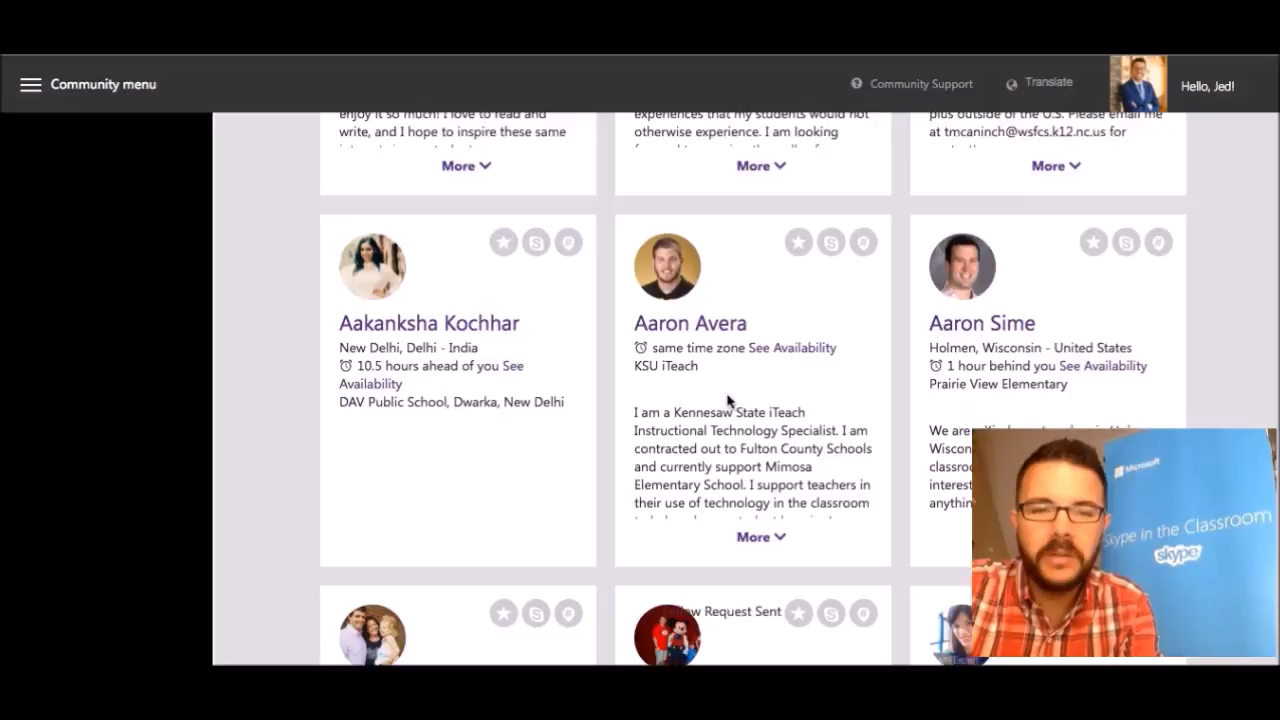 Community menu
Community Support
Translate
Hello, Jed!
enjoy it so much! I love to read and
write, and I hope to inspire these same
More
experiences that my students would not
otherwise experience. I am looking
More
plus outside of the U.S. Please email me
at tmcaninch@wsfcs.k12.nc.us for
More
Aakanksha Kochhar
New Delhi, Delhi - India
10.5 hours ahead of you See
Availability
DAV Public School, Dwarka, New Delhi
Aaron Avera
same time zone See Availability
KSU iTeach
I am a Kennesaw State iTeach
Instructional Technology Specialist. I am
contracted out to Fulton County Schools
and currently support Mimosa
Elementary School. I support teachers in
their use of technology in the classroom
More
Aaron Sime
Holmen, Wisconsin - United States
1 hour behind you See Availability
Prairie View Elementary
We are
Wiscon
classroo
interest
anythin
Request Sent
Microsoft
Skype in the Classroom
skype